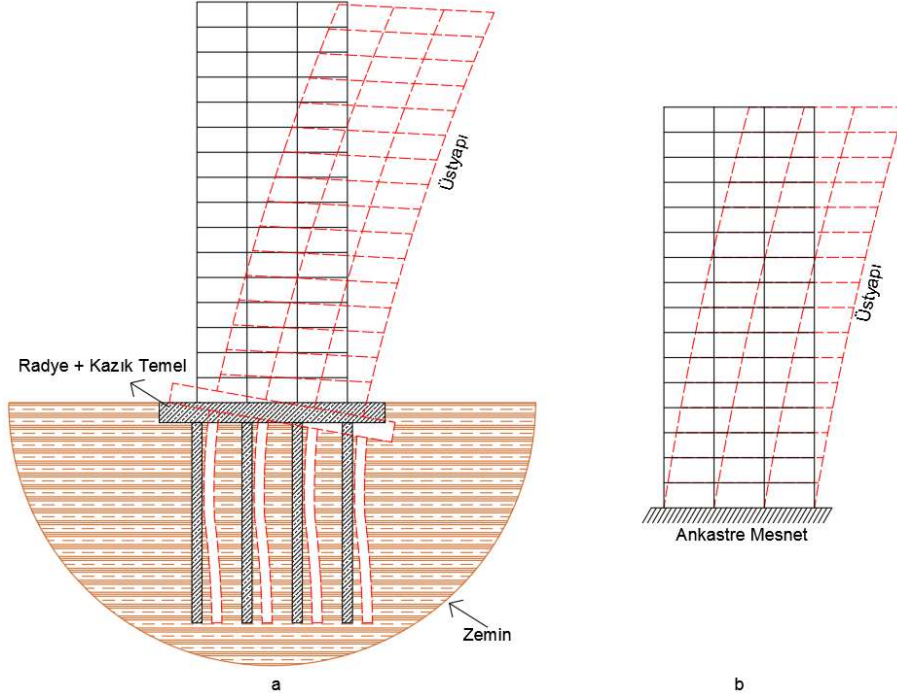 Üstyapı
Radye + Kazık Temel
Zemin
a
Üstyapı
Ankastre Mesnet
b